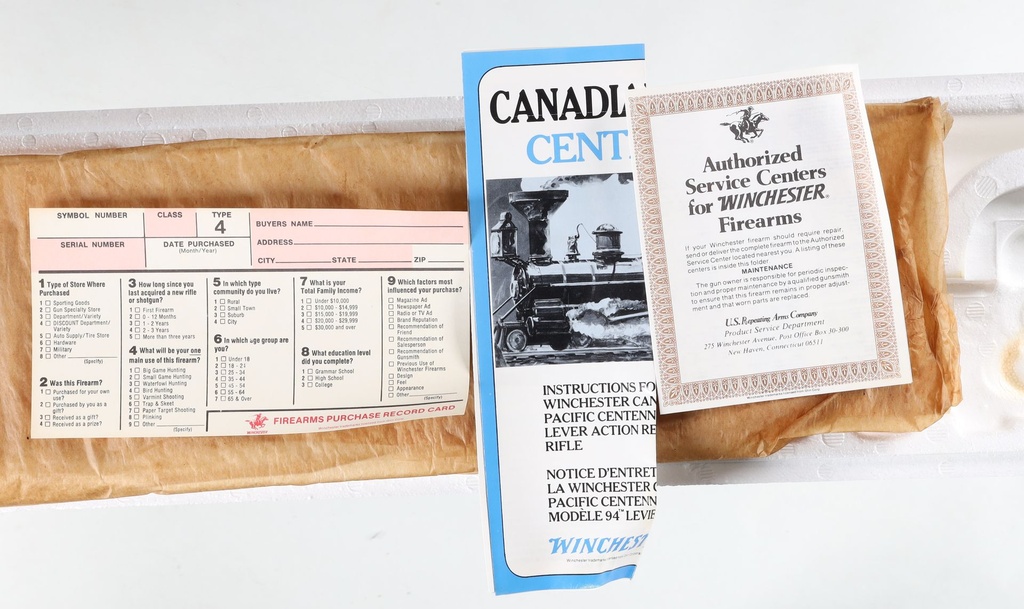 SYMBOL NUMBER
CLASS
TYPE
4
SERIAL NUMBER
DATE PURCHASED
(Month/Year)
BUYERS NAME
ADDRESS
CITY STATE ZIP
1 Type of Store Where
Purchased
1 Sporting Goods
2 Gun Specialty Store
3 Department/Variety
4 DISCOUNT Department/
Variety
5 Auto Supply/Tire Store
6 Hardware
7 Military
8 Other
(Specify)
2 Was this Firearm?
1 Purchased for your own
use?
2 Purchased by you as a
gift?
3 Received as a gift?
4 Received as a prize?
3 How long since you
last acquired a new rifle
or shotgun?
1 First Firearm
2 0 - 12 Months
3 1 - 2 Years
4 2 - 3 Years
5 More than three years
4 What will be your one
main use of this firearm?
1 Big Game Hunting
2 Small Game Hunting
3 Waterfowl Hunting
4 Bird Hunting
5 Varmint Shooting
6 Trap & Skeet
7 Paper Target Shooting
8 Plinking
9 Other
(Specify)
5 In which type
community do you live?
1 Rural
2 Small Town
3 Suburb
4 City
6 In which age group are
you?
1 Under 18
2 18 - 24
3 25 - 34
4 35 - 44
5 45 - 54
6 55 - 64
7 65 & Over
7 What is your
Total Family Income?
1 Under $10,000
2 $10,000 - $14,999
3 $15,000 - $19,999
4 $20,000 - $29,999
5 $30,000 and over
8 What education level
did you complete?
1 Grammar School
2 High School
3 College
9 Which factors most
influenced your purchase?
Magazine Ad
Newspaper Ad
Radio or TV Ad
Brand Reputation
Recommendation of
Friend
Recommendation of
Salesperson
Recommendation of
Gunsmith
Previous Use of
Winchester Firearms
Design
Feel
Appearance
Other
(Specify)
WINCHESTER
FIREARMS PURCHASE RECORD CARD
CANADI
CENT
INSTRUCTIONS FO
WINCHESTER CAN
PACIFIC CENTENN
LEVER ACTION RE
RIFLE
NOTICE D'ENTRET
LA WINCHESTER C
PACIFIC CENTENN
MODÈLE 94™ LEVIE
WINCHEST
Authorized
Service Centers
for WINCHESTER®
Firearms
If your Winchester firearm should require repair,
send or deliver the complete firearm to the Authorized
Service Center located nearest you. A listing of these
centers is inside this folder.
MAINTENANCE
The gun owner is responsible for periodic inspec-
tion and proper maintenance by a qualified gunsmith
to ensure that this firearm remains in proper adjust-
ment and that worn parts are replaced.
U.S. Repeating Arms Company
Product Service Department
275 Winchester Avenue, Post Office Box 30-300
New Haven, Connecticut 06511